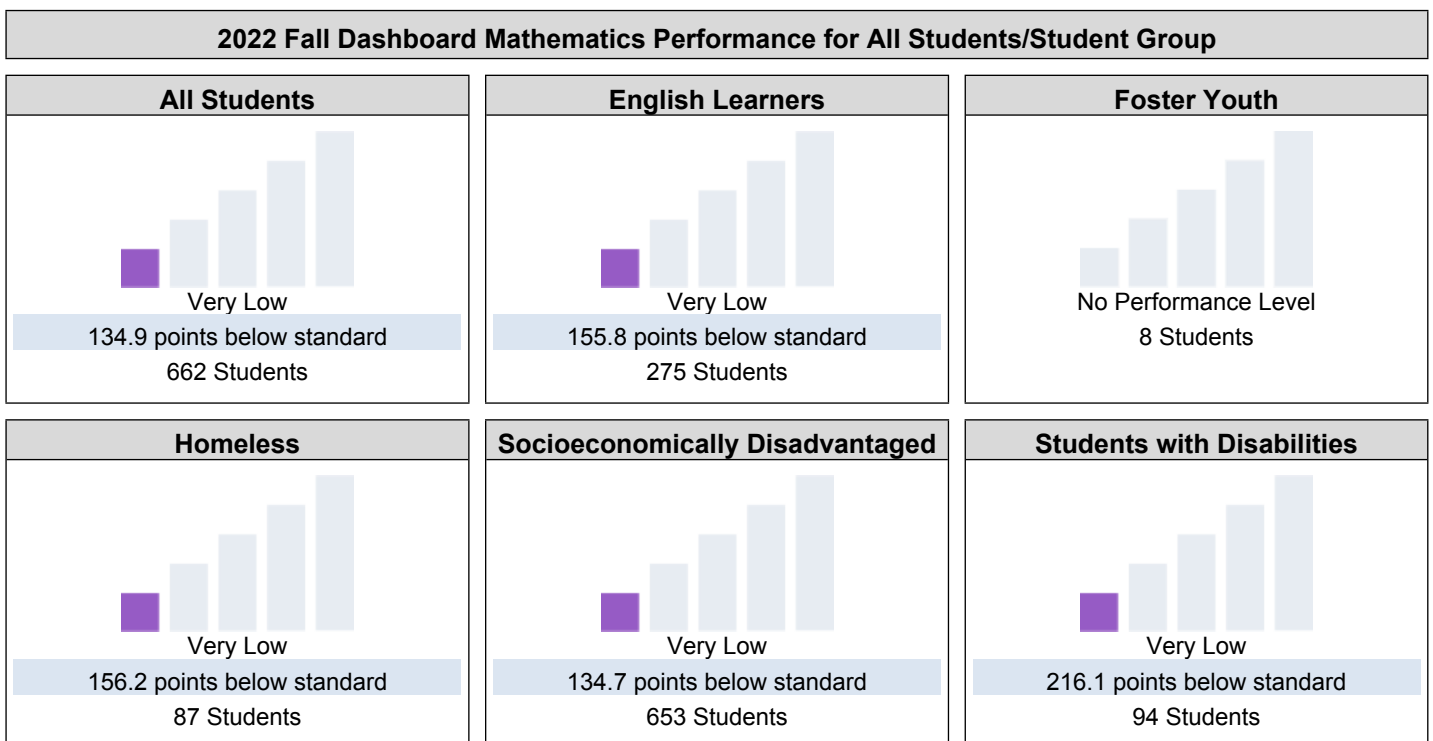 2022 Fall Dashboard Mathematics Performance for All Students/Student Group
All Students
Very Low
134.9 points below standard
662 Students
English Learners
Very Low
155.8 points below standard
275 Students
Foster Youth
No Performance Level
8 Students
Homeless
Very Low
156.2 points below standard
87 Students
Socioeconomically Disadvantaged
Very Low
134.7 points below standard
653 Students
Students with Disabilities
Very Low
216.1 points below standard
94 Students